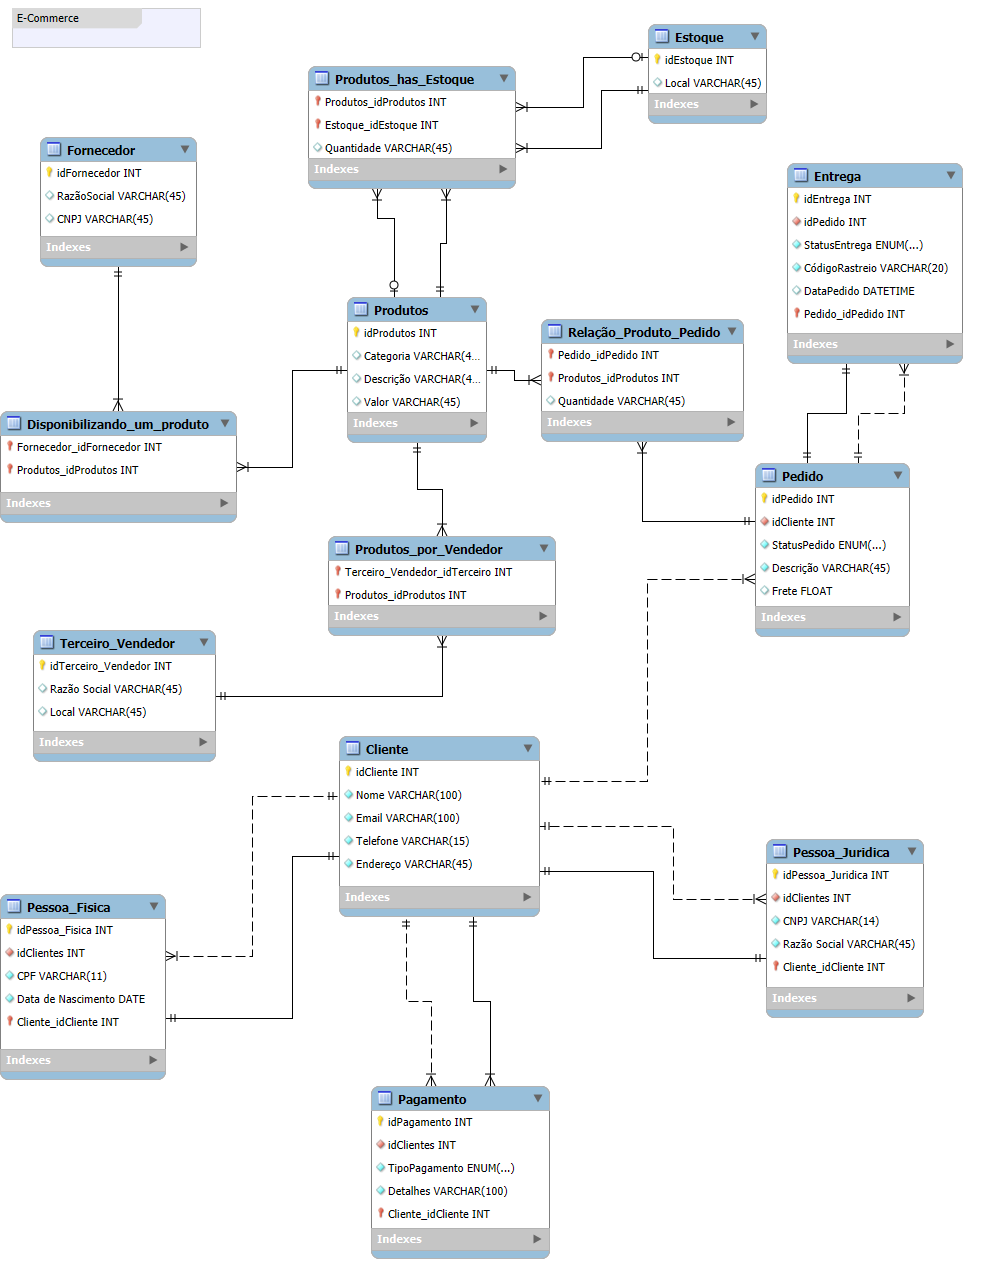 E-Commerce
Estoque
idEstoque INT
Local VARCHAR(45)
Indexes
Produtos_has_Estoque
Produtos_idProdutos INT
Estoque_idEstoque INT
Quantidade VARCHAR(45)
Indexes
Fornecedor
idFornecedor INT
RazãoSocial VARCHAR(45)
CNPJ VARCHAR(45)
Indexes
Entrega
idEntrega INT
idPedido INT
StatusEntrega ENUM(...)
CódigoRastreio VARCHAR(20)
DataPedido DATETIME
Pedido_idPedido INT
Indexes
Produtos
idProdutos INT
Categoria VARCHAR(4...
Descrição VARCHAR(4...
Valor VARCHAR(45)
Indexes
Relação_Produto_Pedido
Pedido_idPedido INT
Produtos_idProdutos INT
Quantidade VARCHAR(45)
Indexes
Disponibilizando_um_produto
Fornecedor_idFornecedor INT
Produtos_idProdutos INT
Indexes
Pedido
idPedido INT
idCliente INT
StatusPedido ENUM(...)
Descrição VARCHAR(45)
Frete FLOAT
Indexes
Produtos_por_Vendedor
Terceiro_Vendedor_idTerceiro INT
Produtos_idProdutos INT
Indexes
Terceiro_Vendedor
idTerceiro_Vendedor INT
Razão Social VARCHAR(45)
Local VARCHAR(45)
Indexes
Cliente
idCliente INT
Nome VARCHAR(100)
Email VARCHAR(100)
Telefone VARCHAR(15)
Endereço VARCHAR(45)
Indexes
Pessoa_Juridica
idPessoa_Juridica INT
idClientes INT
CNPJ VARCHAR(14)
Razão Social VARCHAR(45)
Cliente_idCliente INT
Indexes
Pessoa_Fisica
idPessoa_Fisica INT
idClientes INT
CPF VARCHAR(11)
Data de Nascimento DATE
Cliente_idCliente INT
Indexes
Pagamento
idPagamento INT
idClientes INT
TipoPagamento ENUM(...)
Detalhes VARCHAR(100)
Cliente_idCliente INT
Indexes